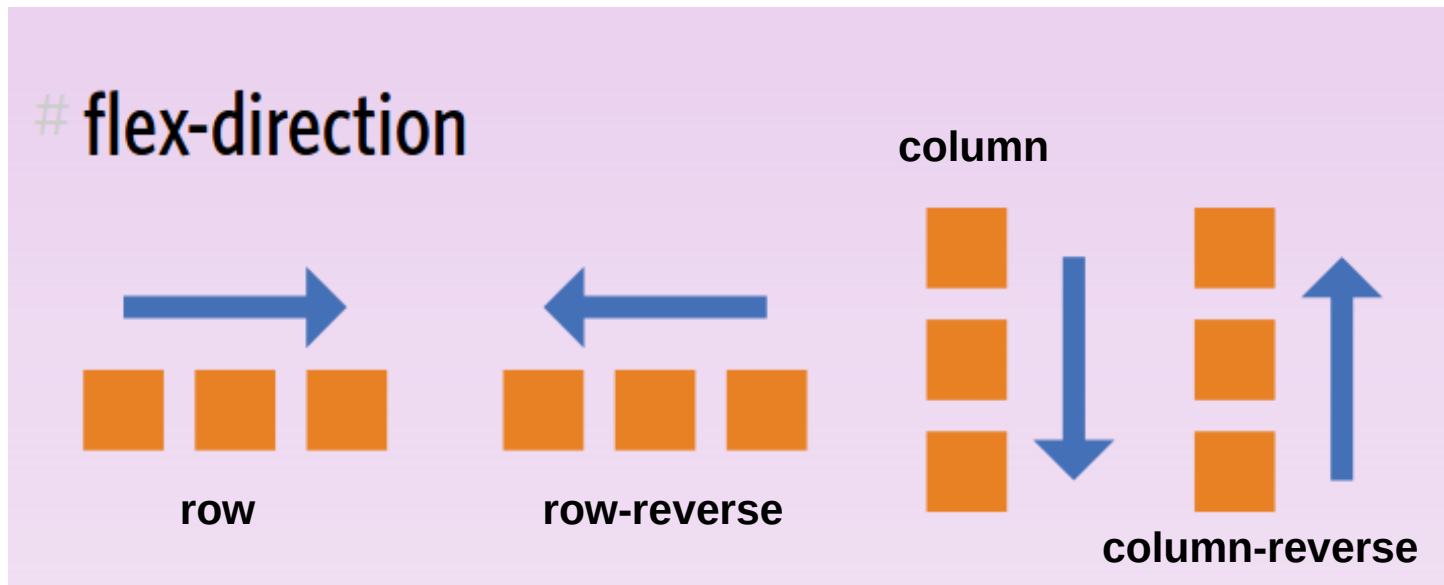 # flex-direction
column
row
row-reverse
column-reverse